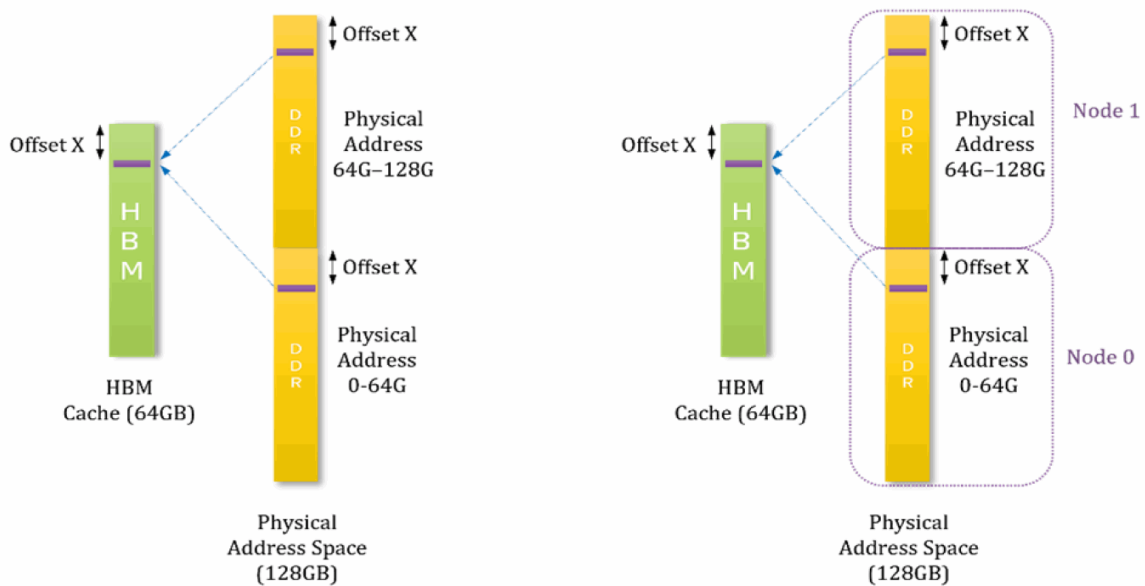 Offset X
DDR
Physical
Address
64G–128G
Offset X
HBM
Offset X
DDR
Physical
Address
0-64G
HBM
Cache (64GB)
Physical
Address Space
(128GB)
Offset X
DDR
Node 1
Physical
Address
64G–128G
Offset X
HBM
Offset X
DDR
Physical
Address
0-64G
Node 0
HBM
Cache (64GB)
Physical
Address Space
(128GB)